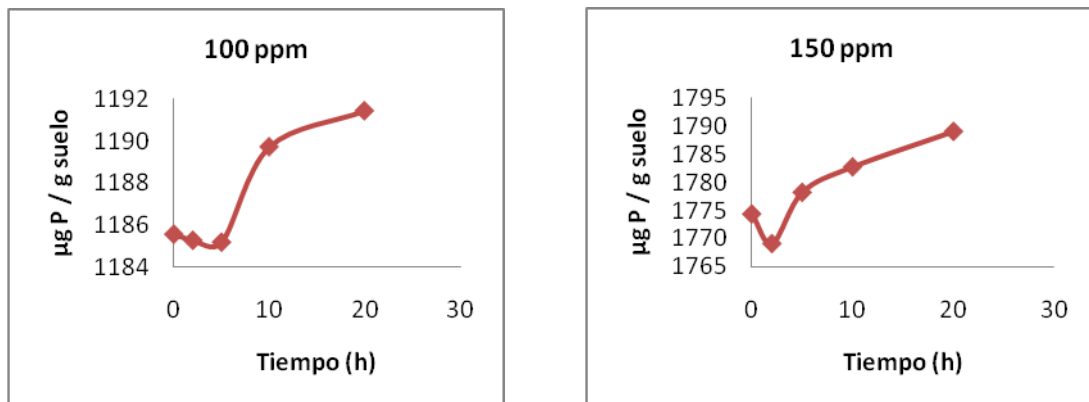 100 ppm
µg P / g suelo
1192
1190
1188
1186
1184
0 10 20 30
Tiempo (h)
150 ppm
µg P / g suelo
1795
1790
1785
1780
1775
1770
1765
0 10 20 30
Tiempo (h)